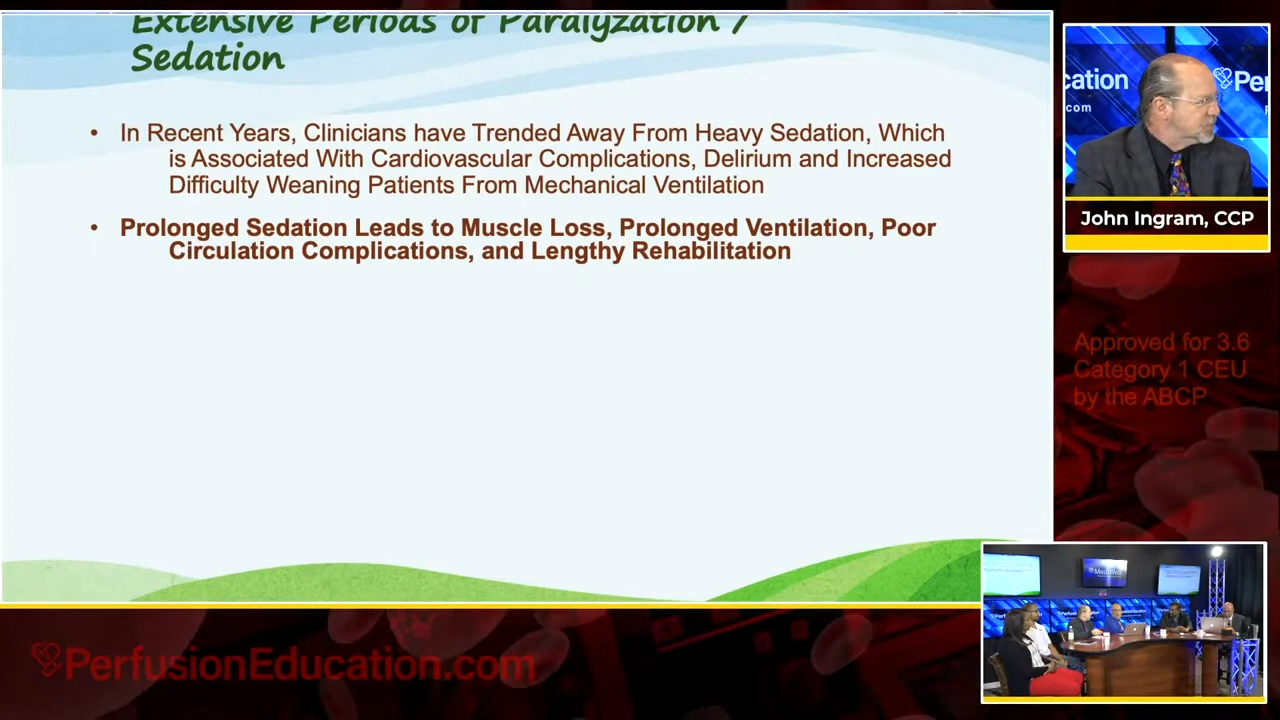 Extensive Periods of Paralyzation /
Sedation
• In Recent Years, Clinicians have Trended Away From Heavy Sedation, Which
is Associated With Cardiovascular Complications, Delirium and Increased
Difficulty Weaning Patients From Mechanical Ventilation
• Prolonged Sedation Leads to Muscle Loss, Prolonged Ventilation, Poor
Circulation Complications, and Lengthy Rehabilitation
cation
.com
Perf
John Ingram, CCP
Approved for 3.6
Category 1 CEU
by the ABCP
PerfusionEducation.com